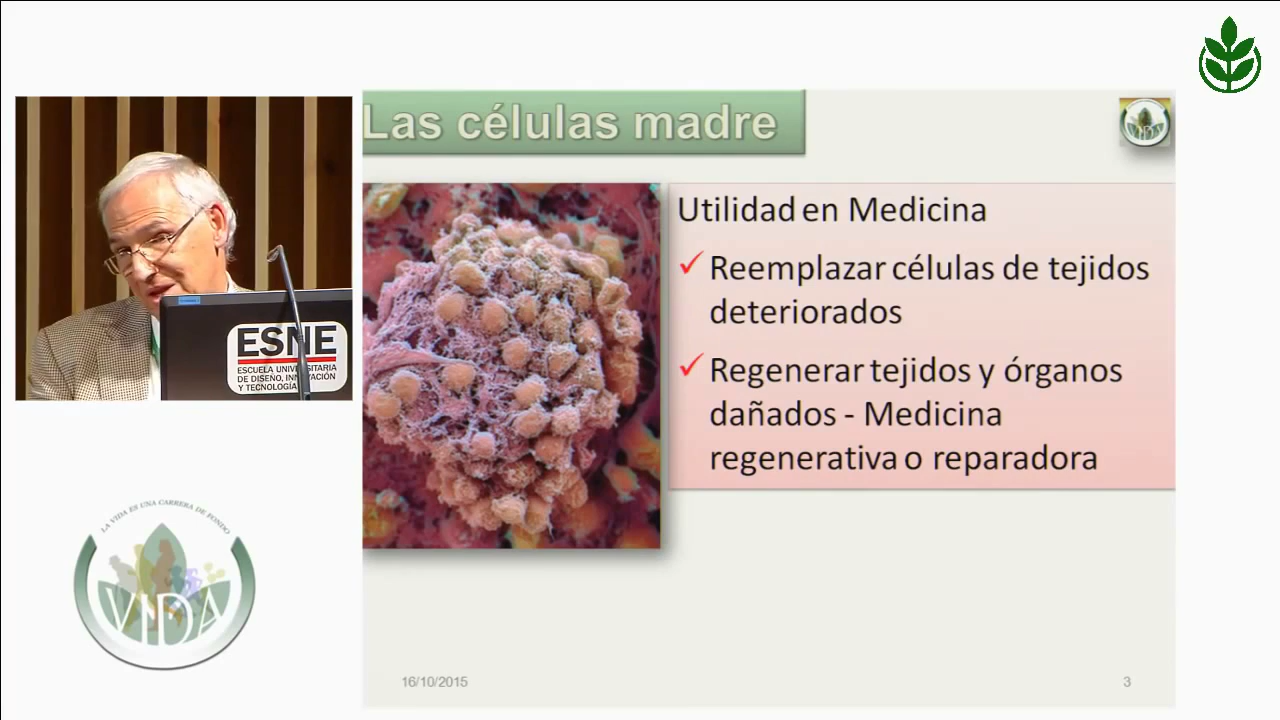 Las células madre
VIDA
Utilidad en Medicina
Reemplazar células de tejidos
deteriorados
Regenerar tejidos y órganos
dañados - Medicina
regenerativa o reparadora
ESNE
ESCUELA UNIVERSITARIA
DE DISEÑO, INNOVACIÓN
Y TECNOLOGÍA
LA VIDA ES UNA CARRERA DE FONDO
VIDA
16/10/2015
3